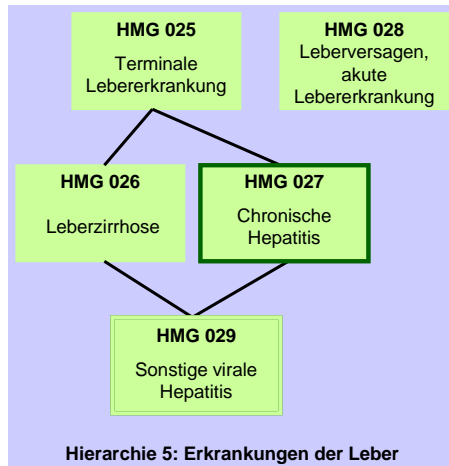 HMG 025
Terminale
Lebererkrankung
HMG 028
Leberversagen,
akute
Lebererkrankung
HMG 026
Leberzirrhose
HMG 027
Chronische
Hepatitis
HMG 029
Sonstige virale
Hepatitis
Hierarchie 5: Erkrankungen der Leber